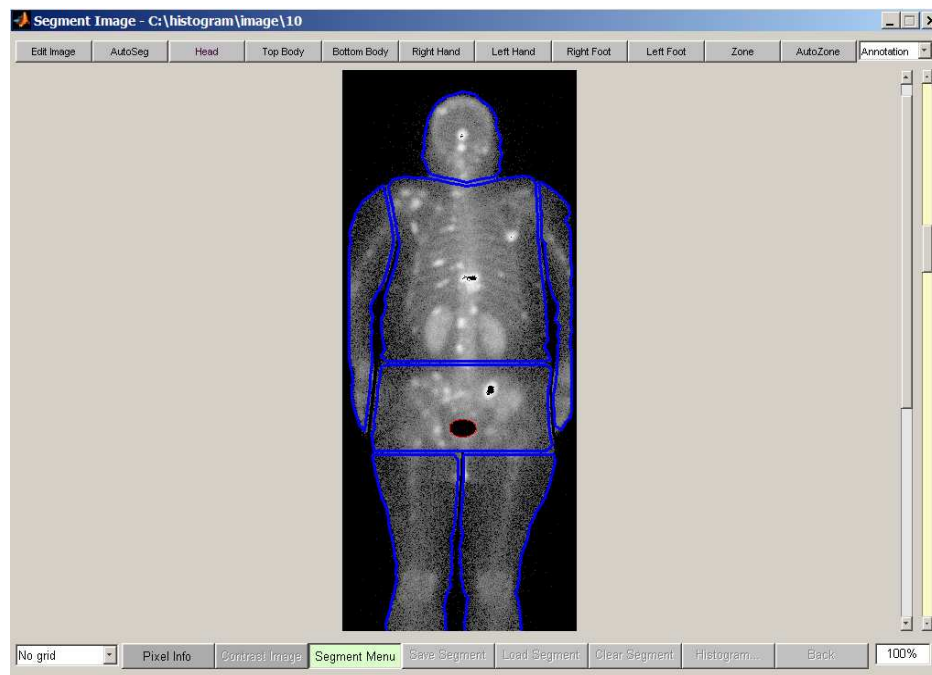 Segment Image - C:\histogram\image\10
Edit Image AutoSeg Head Top Body Bottom Body Right Hand Left Hand Right Foot Left Foot Zone AutoZone Annotation
No grid Pixel Info Contrast Image Segment Menu Save Segment Load Segment Clear Segment Histogram... Back 100%